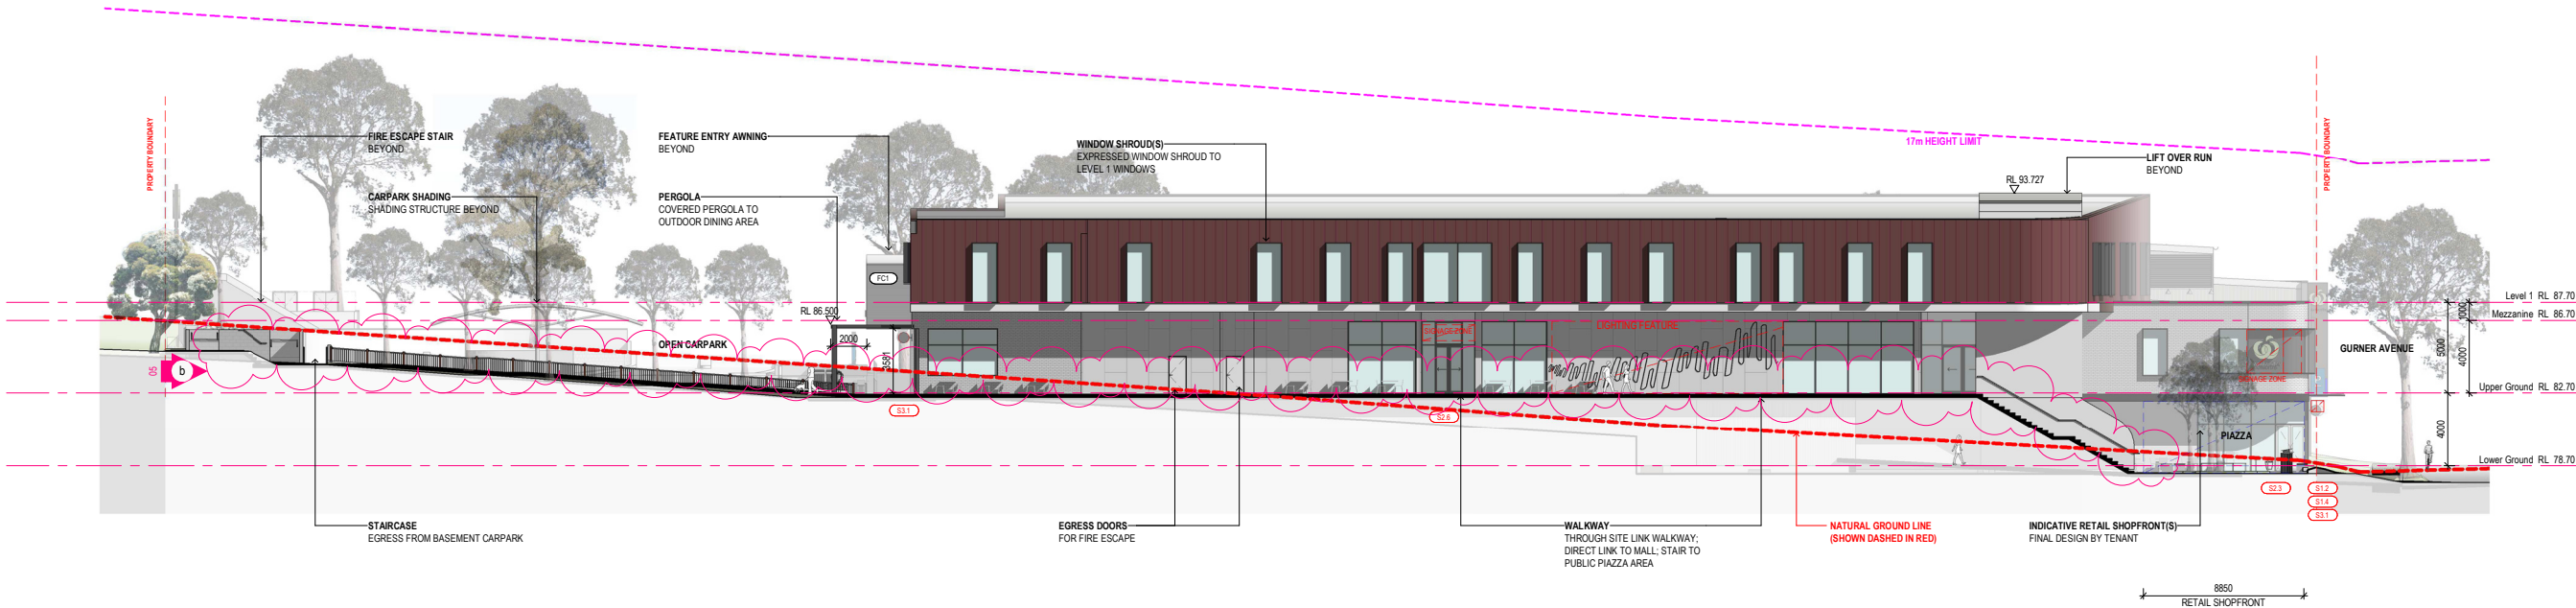 PROPERTY BOUNDARY
FIRE ESCAPE STAIR
BEYOND
CARPARK SHADING
SHADING STRUCTURE BEYOND
FEATURE ENTRY AWNING
BEYOND
PERGOLA
COVERED PERGOLA TO
OUTDOOR DINING AREA
WINDOW SHROUD(S)
EXPRESSED WINDOW SHROUD TO
LEVEL 1 WINDOWS
17m HEIGHT LIMIT
LIFT OVER RUN
BEYOND
RL 93.727
PROPERTY BOUNDARY
FC1
RL 86.500
2000
3581
OPEN CARPARK
SIGNAGE ZONE
LIGHTING FEATURE
Level 1 RL 87.70
Mezzanine RL 86.70
1000
5000
4000
GURNER AVENUE
SIGNAGE ZONE
Upper Ground RL 82.70
4000
Lower Ground RL 78.70
05
b
S3.1
S2.6
PIAZZA
S2.3
S1.2
S1.4
S3.1
STAIRCASE
EGRESS FROM BASEMENT CARPARK
EGRESS DOORS
FOR FIRE ESCAPE
WALKWAY
THROUGH SITE LINK WALKWAY;
DIRECT LINK TO MALL; STAIR TO
PUBLIC PIAZZA AREA
NATURAL GROUND LINE
(SHOWN DASHED IN RED)
INDICATIVE RETAIL SHOPFRONT(S)
FINAL DESIGN BY TENANT
8850
RETAIL SHOPFRONT